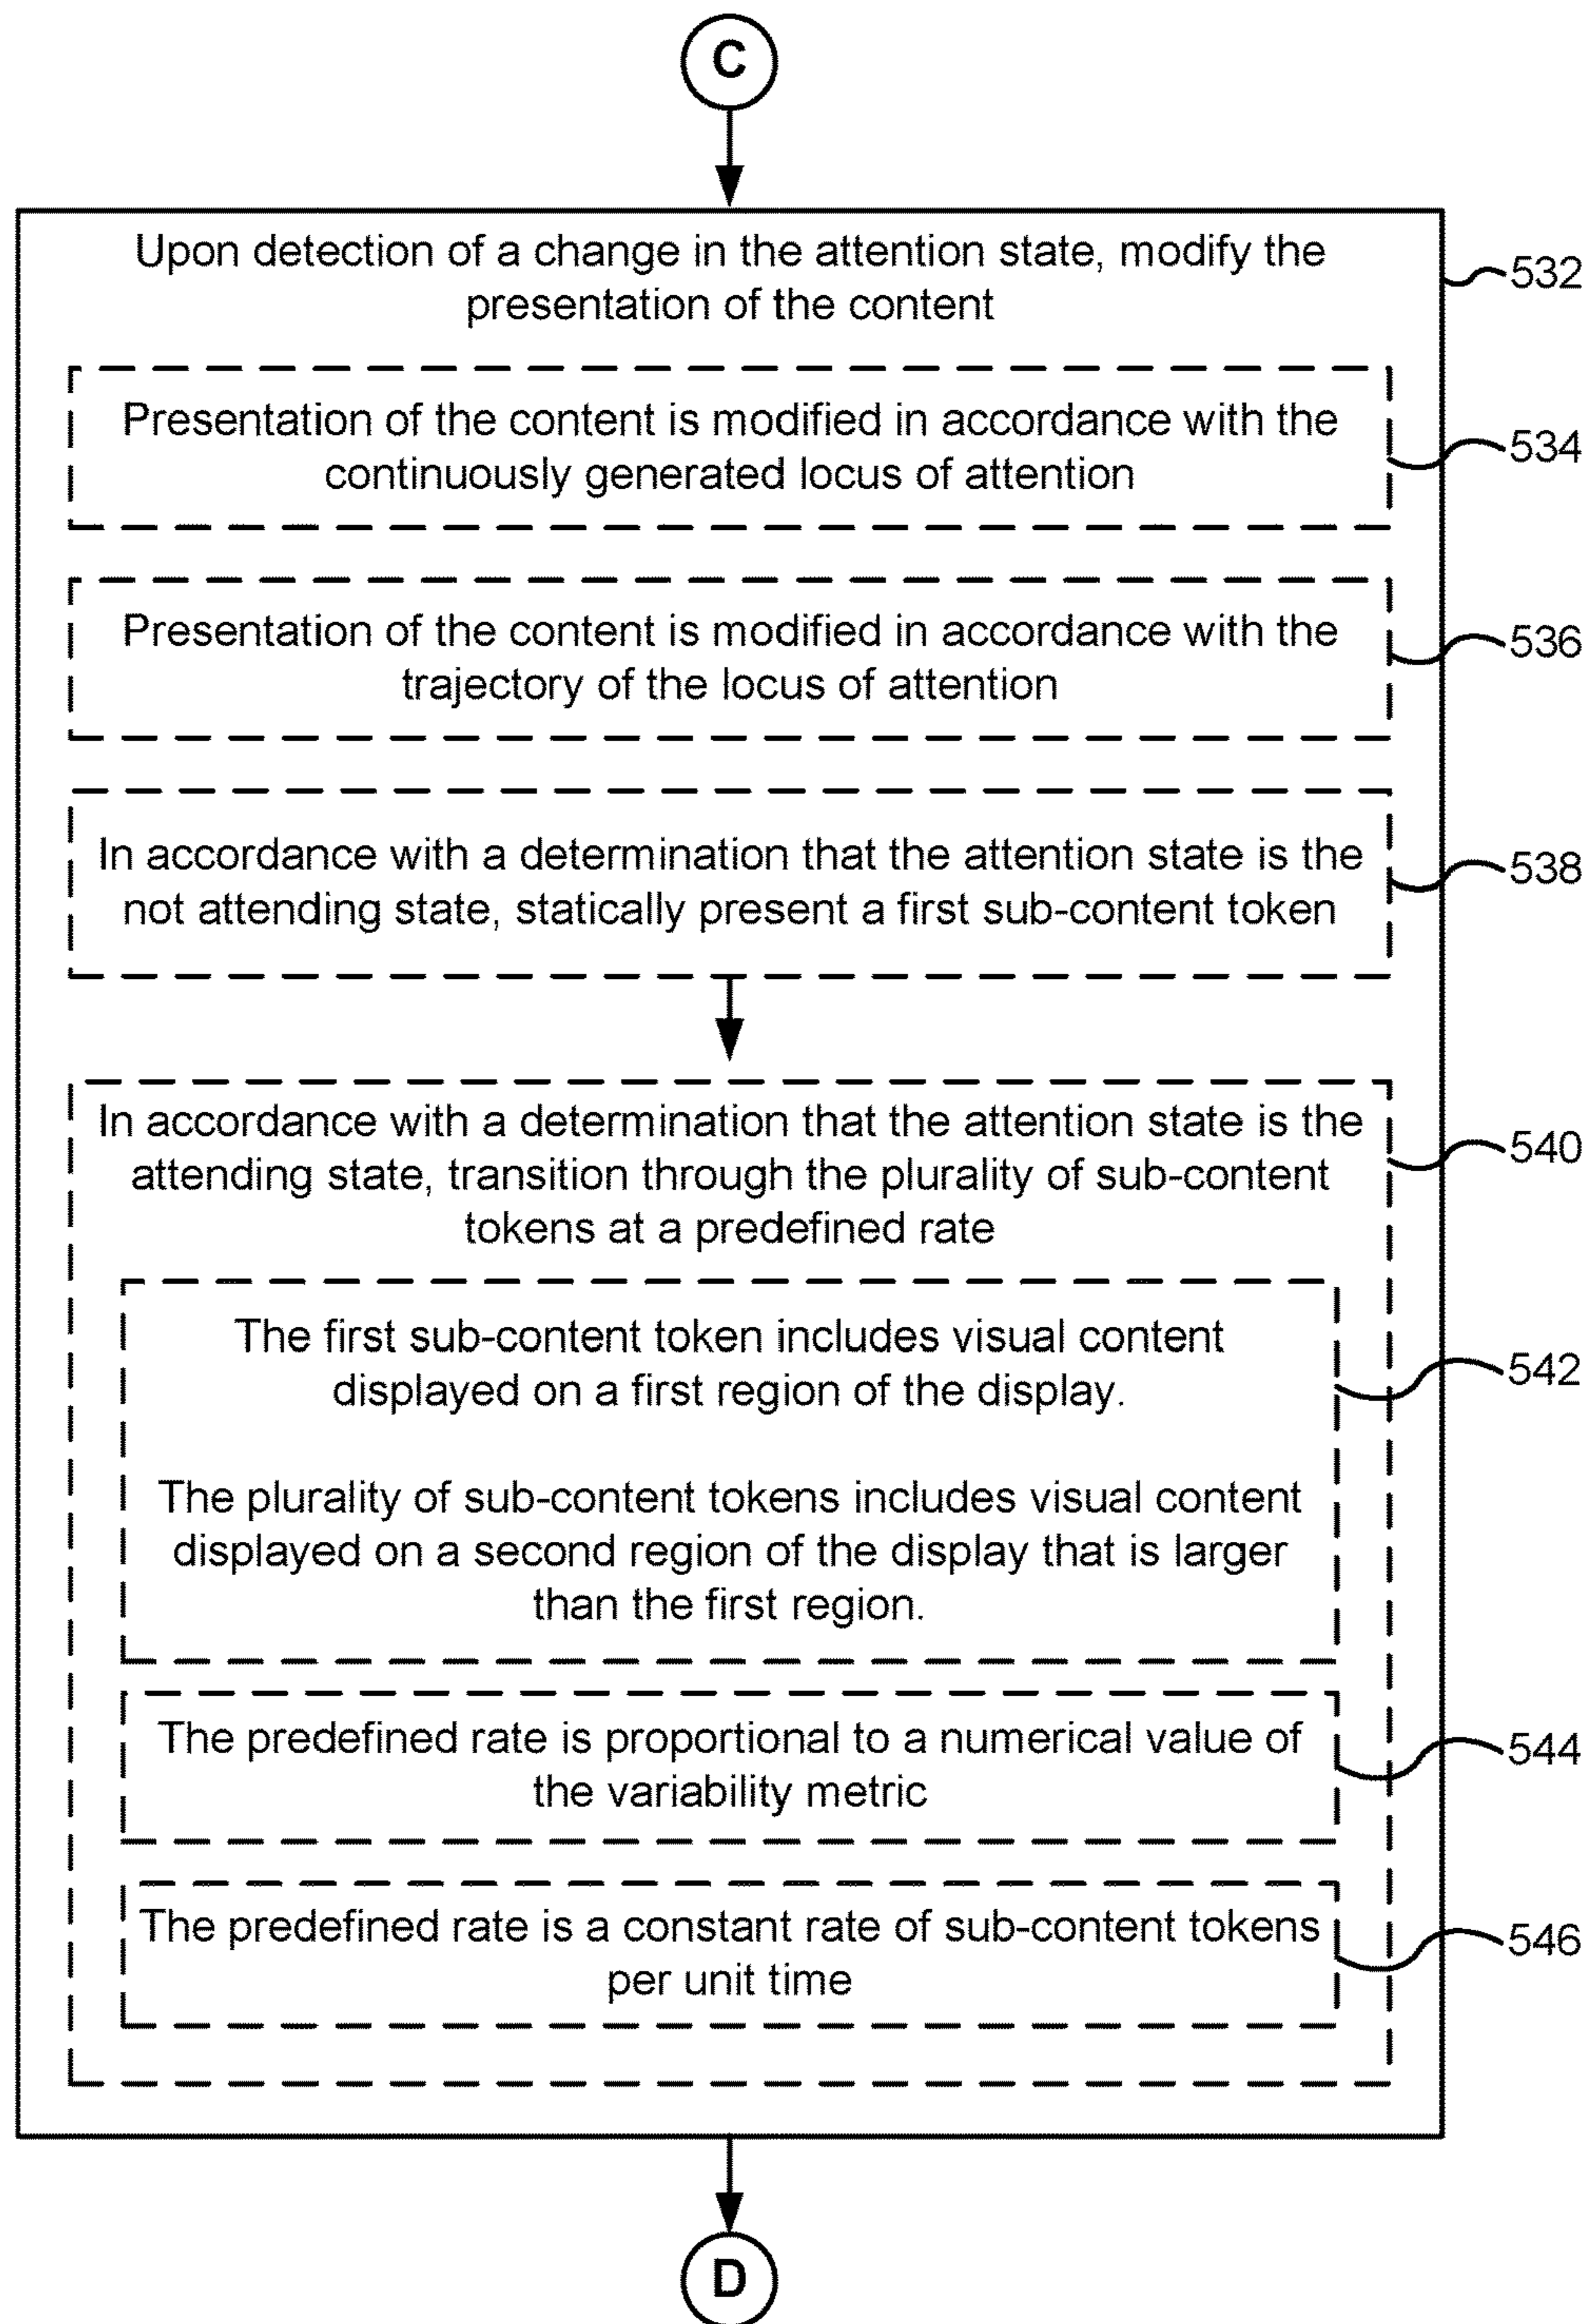 C
Upon detection of a change in the attention state, modify the
presentation of the content
532
Presentation of the content is modified in accordance with the
continuously generated locus of attention
534
Presentation of the content is modified in accordance with the
trajectory of the locus of attention
536
In accordance with a determination that the attention state is the
not attending state, statically present a first sub-content token
538
In accordance with a determination that the attention state is the
attending state, transition through the plurality of sub-content
tokens at a predefined rate
540
The first sub-content token includes visual content
displayed on a first region of the display.
542
The plurality of sub-content tokens includes visual content
displayed on a second region of the display that is larger
than the first region.
The predefined rate is proportional to a numerical value of
the variability metric
544
The predefined rate is a constant rate of sub-content tokens
per unit time
546
D